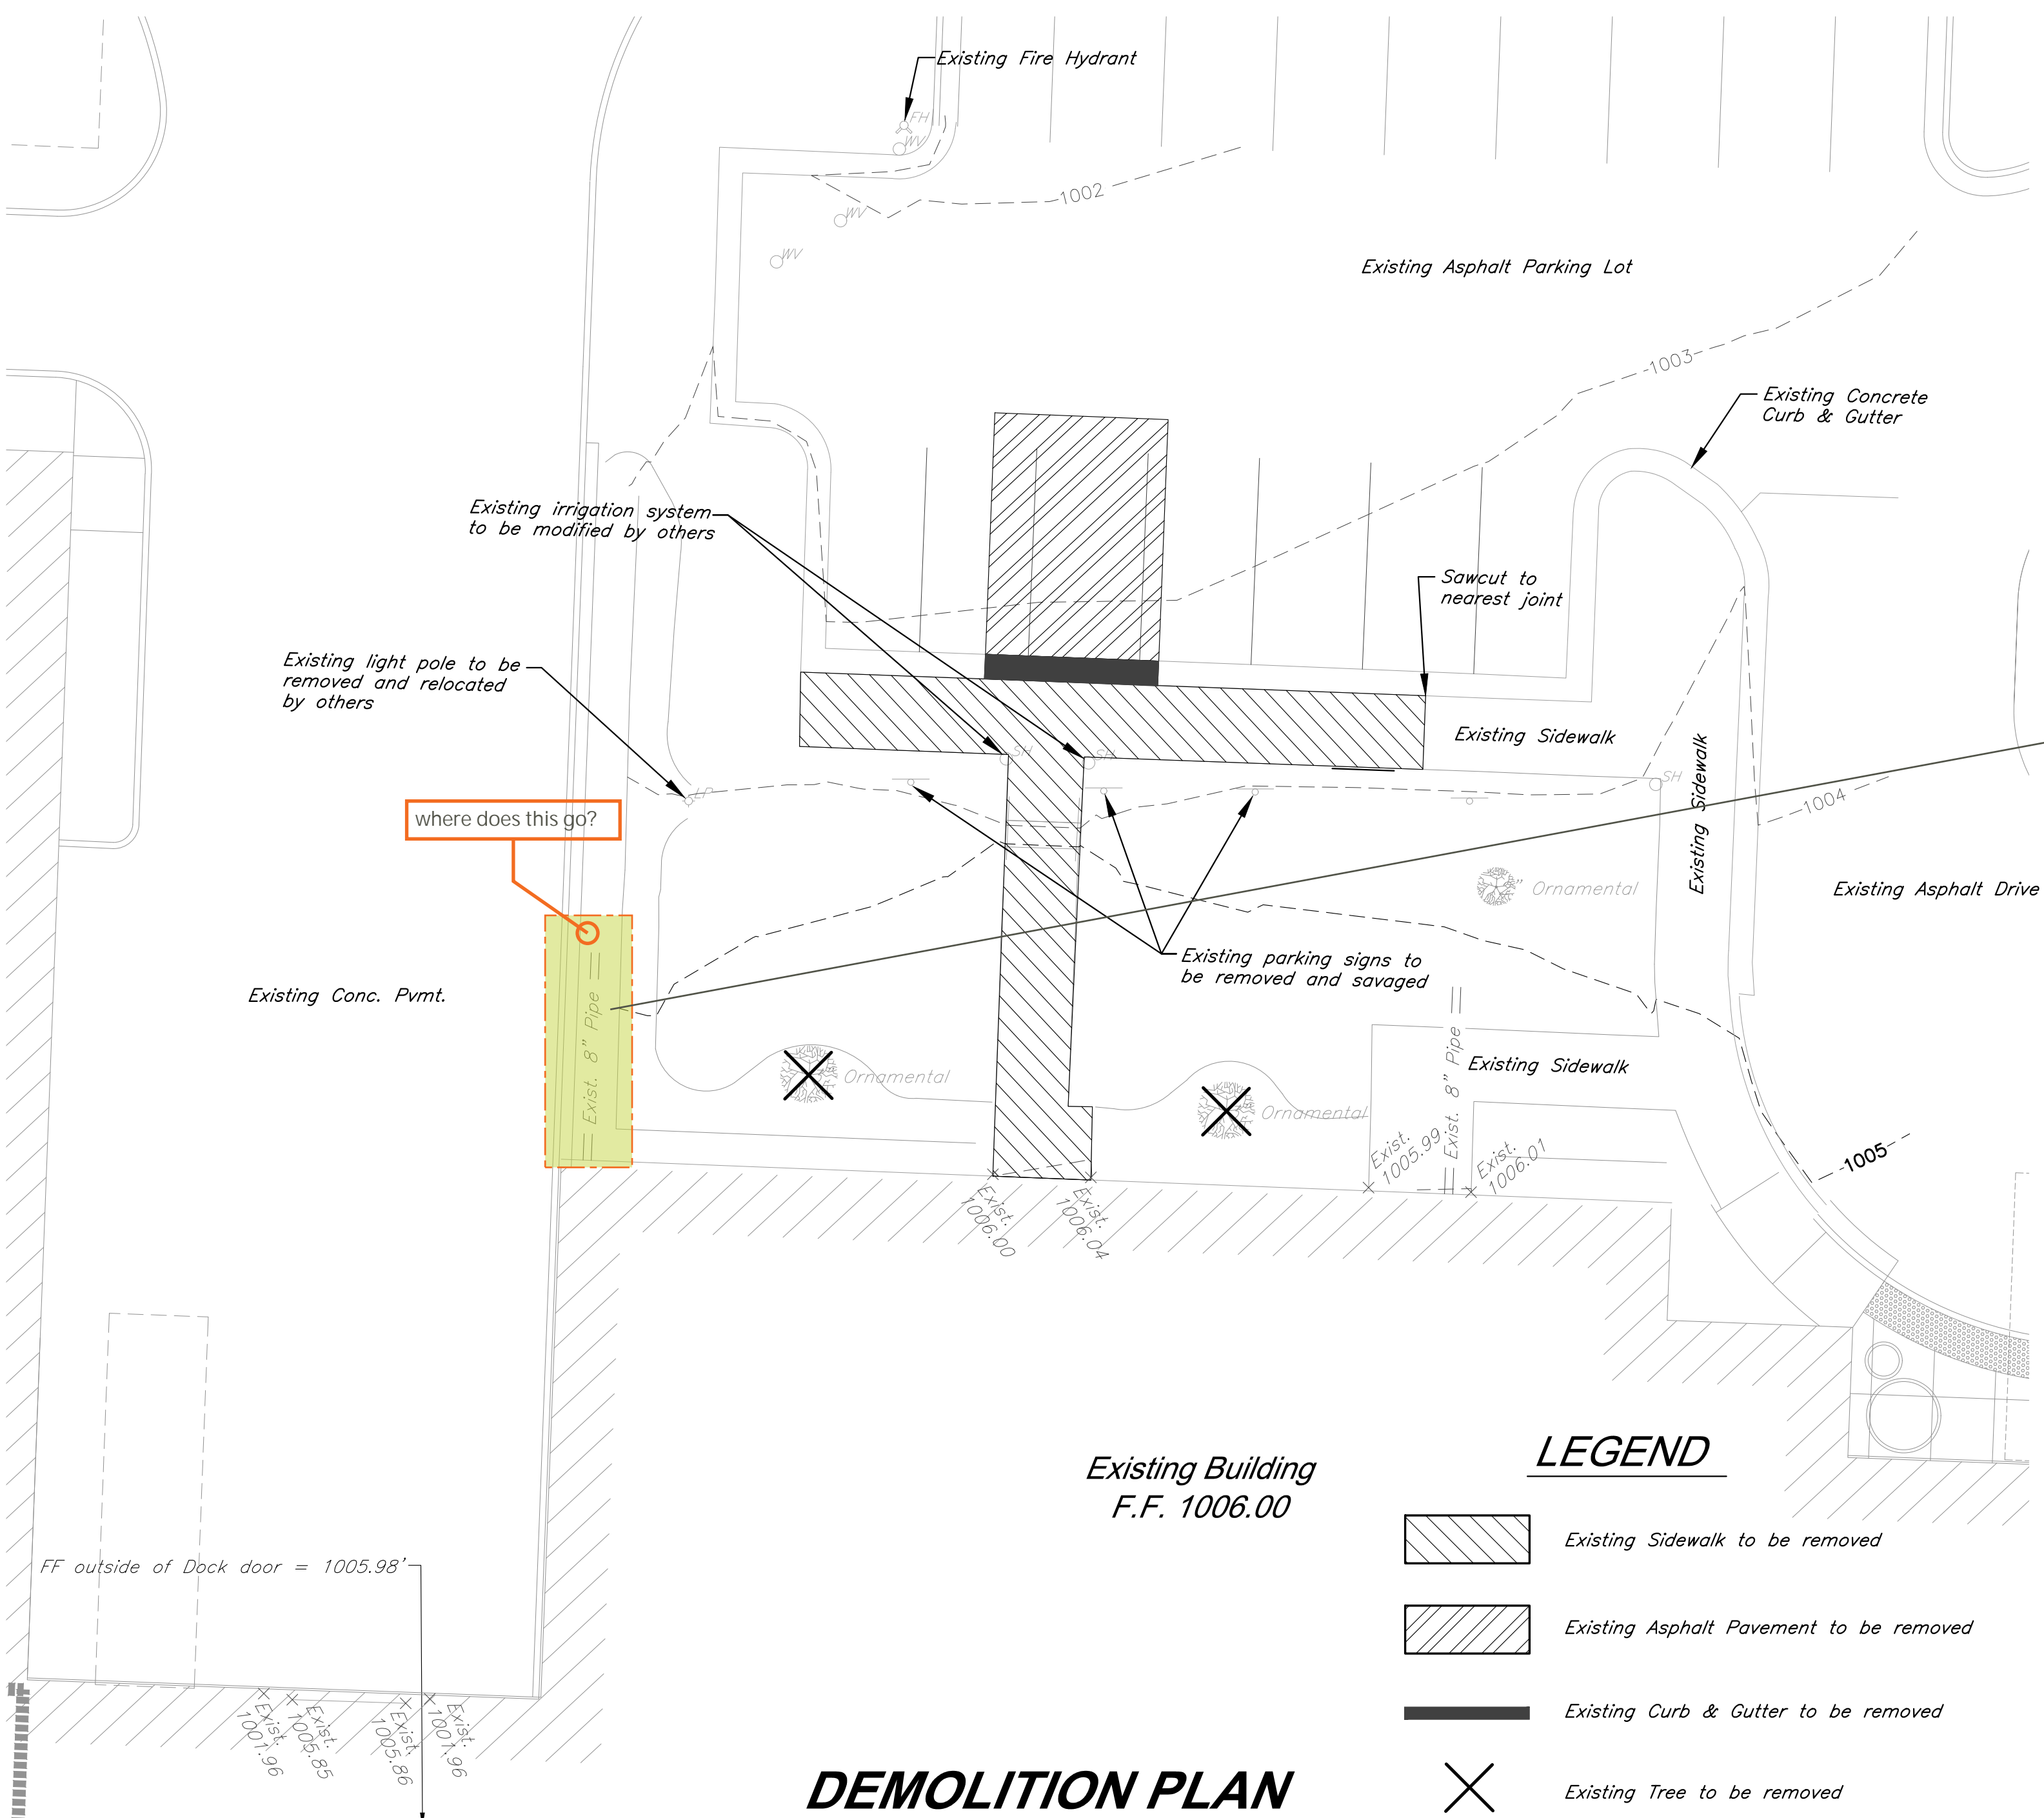 Existing Fire Hydrant
FH
WV
WV
WV
1002
Existing Asphalt Parking Lot
1003
Existing Concrete
Curb & Gutter
Existing irrigation system
to be modified by others
Sawcut to
nearest joint
Existing light pole to be
removed and relocated
by others
Existing Sidewalk
SH
SH
SH
LP
Existing Sidewalk
1004
where does this go?
Ornamental
Existing Asphalt Drive
Existing parking signs to
be removed and savaged
Existing Conc. Pvmt.
Exist. 8" Pipe
Ornamental
Ornamental
Exist. 8" Pipe
Existing Sidewalk
Exist.
1005.99
Exist.
1006.01
1005
Exist.
1006.00
Exist.
1006.04
Existing Building
F.F. 1006.00
LEGEND
Existing Sidewalk to be removed
FF outside of Dock door = 1005.98'
Existing Asphalt Pavement to be removed
Existing Curb & Gutter to be removed
Exist.
1001.96
Exist.
1005.85
Exist.
1005.86
Exist.
1001.96
DEMOLITION PLAN
Existing Tree to be removed